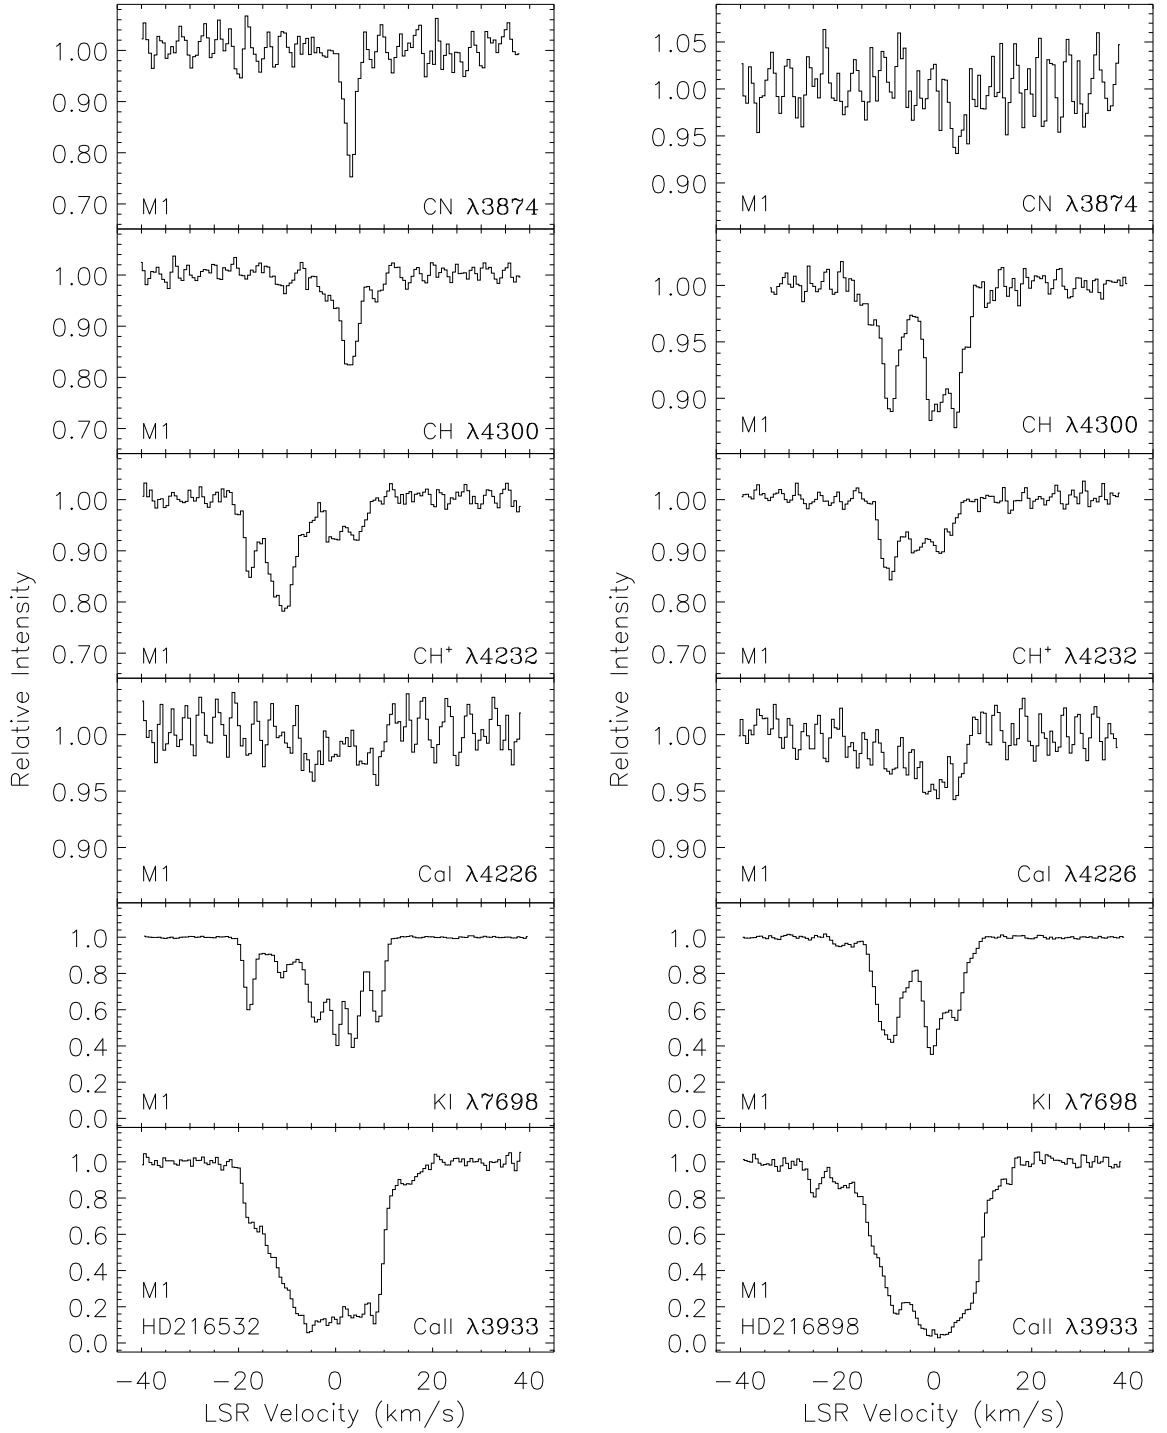 1.00
0.90
0.80
0.70
M1 CN λ3874
1.00
0.90
0.80
0.70
M1 CH λ4300
1.00
0.90
0.80
0.70
M1 CH⁺ λ4232
1.00
0.95
0.90
M1 CaI λ4226
1.0
0.8
0.6
0.4
0.2
0.0
M1 KI λ7698
1.0
0.8
0.6
0.4
0.2
0.0
M1
HD216532 CaII λ3933
−40 −20 0 20 40
LSR Velocity (km/s)
Relative Intensity
1.05
1.00
0.95
0.90
M1 CN λ3874
1.00
0.95
0.90
M1 CH λ4300
1.00
0.90
0.80
0.70
M1 CH⁺ λ4232
1.00
0.95
0.90
M1 CaI λ4226
1.0
0.8
0.6
0.4
0.2
0.0
M1 KI λ7698
1.0
0.8
0.6
0.4
0.2
0.0
M1
HD216898 CaII λ3933
−40 −20 0 20 40
LSR Velocity (km/s)
Relative Intensity